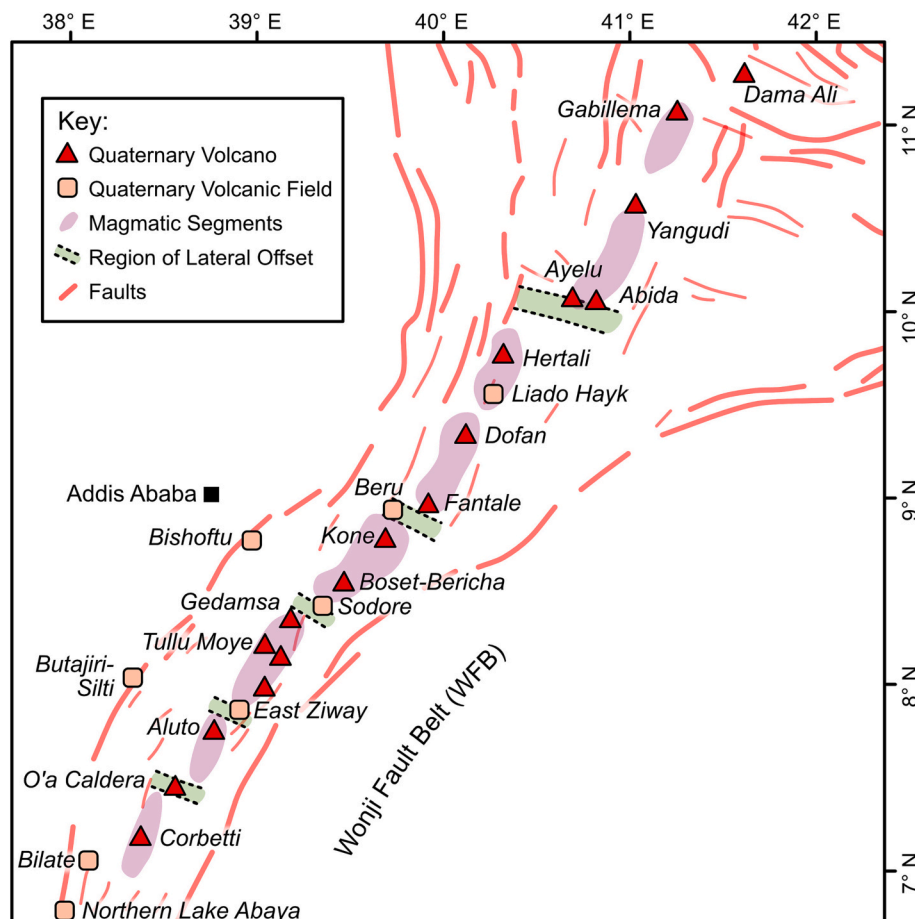 38° E
39° E
40° E
41° E
42° E
Key:
Quaternary Volcano
Quaternary Volcanic Field
Magmatic Segments
Region of Lateral Offset
Faults
Dama Ali
Gabillema
11° N
Yangudi
Ayelu
Abida
10° N
Hertali
Liado Hayk
Dofan
Addis Ababa
Beru
Fantale
9° N
Bishoftu
Kone
Boset-Bericha
Gedamsa
Sodore
Tullu Moye
Butajiri-
Silti
8° N
East Ziway
Aluto
Wonji Fault Belt (WFB)
O'a Caldera
Corbetti
Bilate
7° N
Northern Lake Abaya